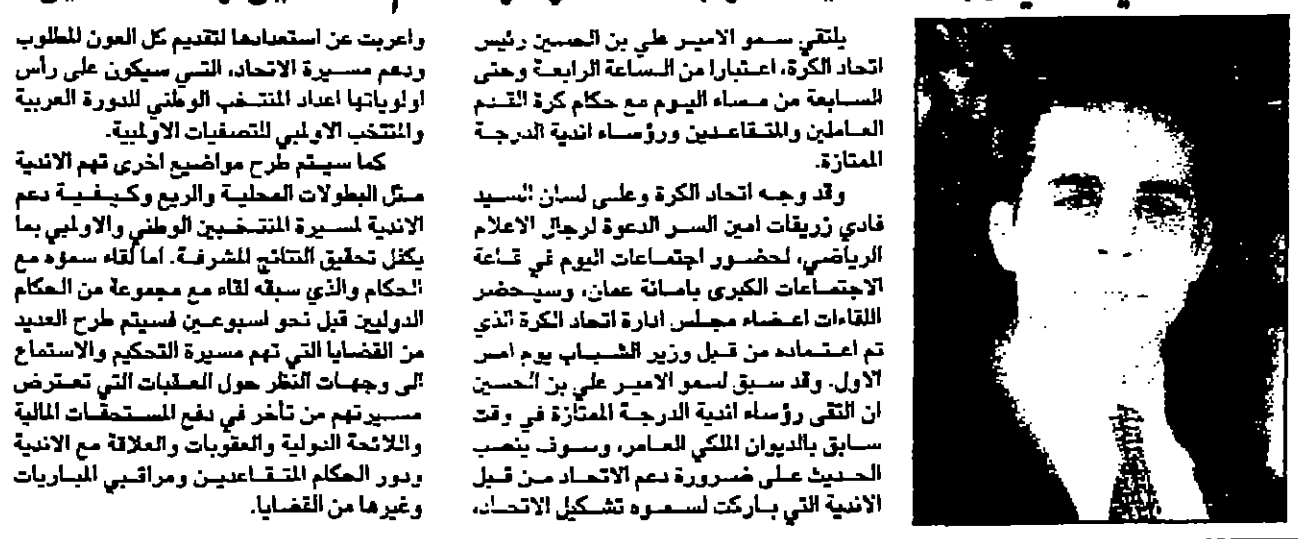 يلتقي سمو الامير علي بن الحسين رئيس
اتحاد الكرة، اعتبارا من الساعة الرابعة وحتى
السابعة من مساء اليوم مع حكام كرة القدم
العاملين والمتقاعدين ورؤساء اندية الدرجة
الممتازة.
وقد وجه اتحاد الكرة وعلى لسان السيد
فادي زريقات امين السر الدعوة لرجال الاعلام
الرياضي، لحضور اجتماعات اليوم في قاعة
الاجتماعات الكبرى بامانة عمان، وسيحضر
اللقاءات اعضاء مجلس ادارة اتحاد الكرة الذي
تم اعتماده من قبل وزير الشباب يوم امس
الاول. وقد سبق لسمو الامير علي بن الحسين
ان التقى رؤساء اندية الدرجة الممتازة في وقت
سابق بالديوان الملكي العامر، وسوف ينصب
الحديث على ضرورة دعم الاتحاد من قبل
الاندية التي باركت لسموه تشكيل الاتحاد،
واعربت عن استعدادها لتقديم كل العون المطلوب
ودعم مسيرة الاتحاد، التي سيكون على رأس
اولوياتها اعداد المنتخب الوطني للدورة العربية
والمنتخب الاولمبي للتصفيات الاولمبية.
كما سيتم طرح مواضيع اخرى تهم الاندية
مثل البطولات المحلية والريع وكيفية دعم
الاندية لمسيرة المنتخبين الوطني والاولمبي بما
يكفل تحقيق النتائج المشرفة. اما لقاء سموه مع
الحكام والذي سبقه لقاء مع مجموعة من الحكام
الدوليين قبل نحو اسبوعين فسيتم طرح العديد
من القضايا التي تهم مسيرة التحكيم والاستماع
الى وجهات النظر حول العقبات التي تعترض
مسيرتهم من تأخر في دفع المستحقات المالية
واللائحة الدولية والعقوبات والعلاقة مع الاندية
ودور الحكام المتقاعدين ومراقبي المباريات
وغيرها من القضايا.